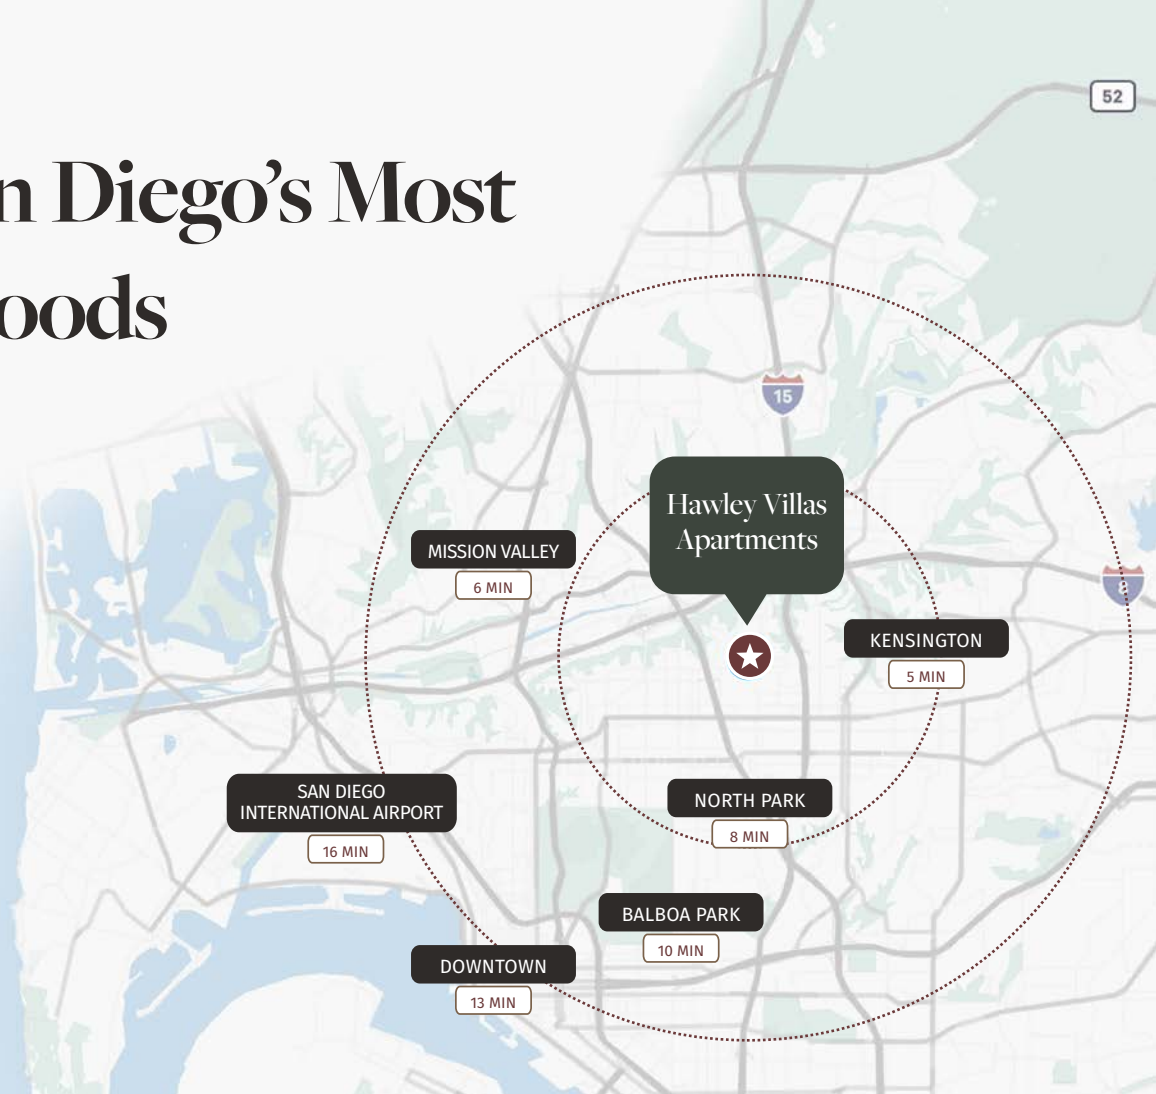 52
n Diego’s Most
oods
15
Hawley Villas
Apartments
MISSION VALLEY
6 MIN
8
KENSINGTON
5 MIN
SAN DIEGO
INTERNATIONAL AIRPORT
16 MIN
NORTH PARK
8 MIN
BALBOA PARK
10 MIN
DOWNTOWN
13 MIN